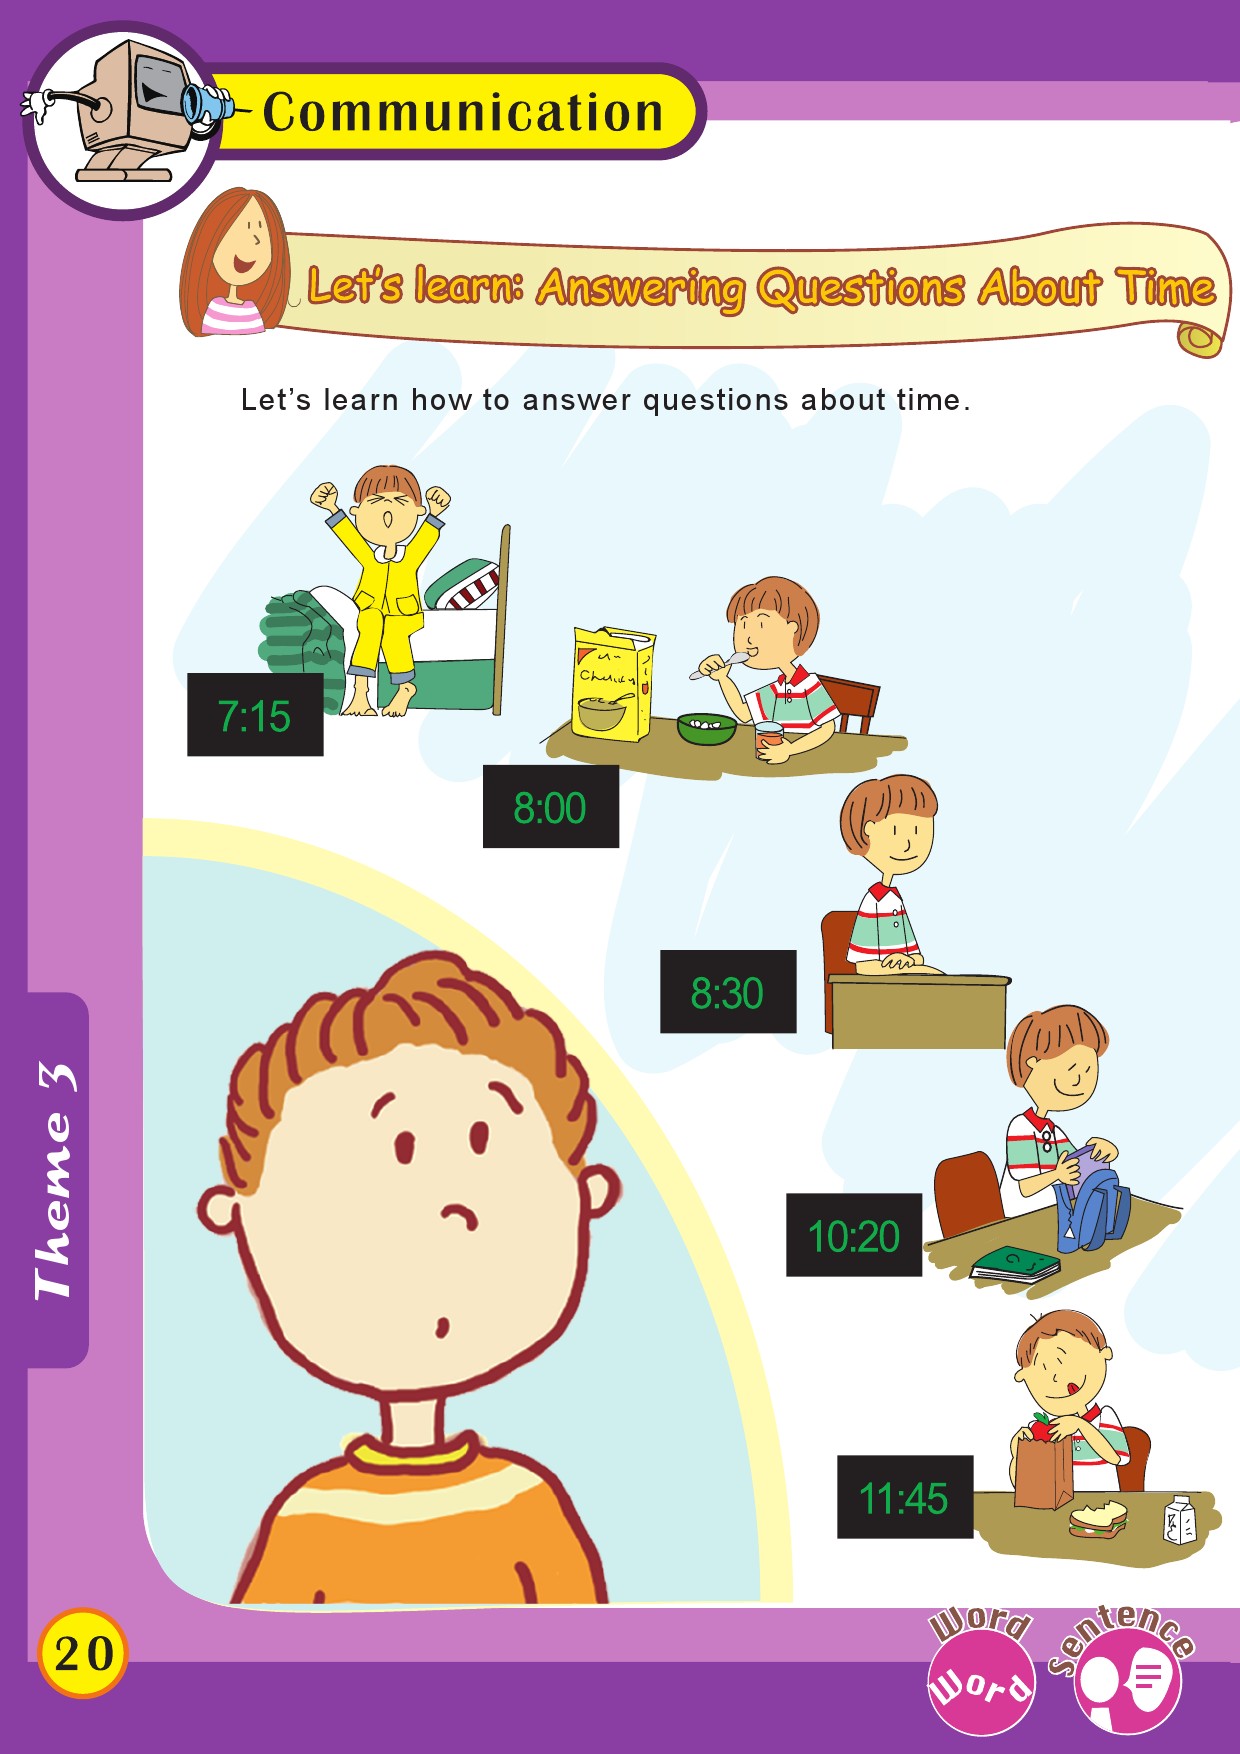 Communication
Let's learn: Answering Questions About Time
Let's learn how to answer questions about time.
7:15
8:00
8:30
10:20
11:45
Theme 3
20
Word
Word
Sentence